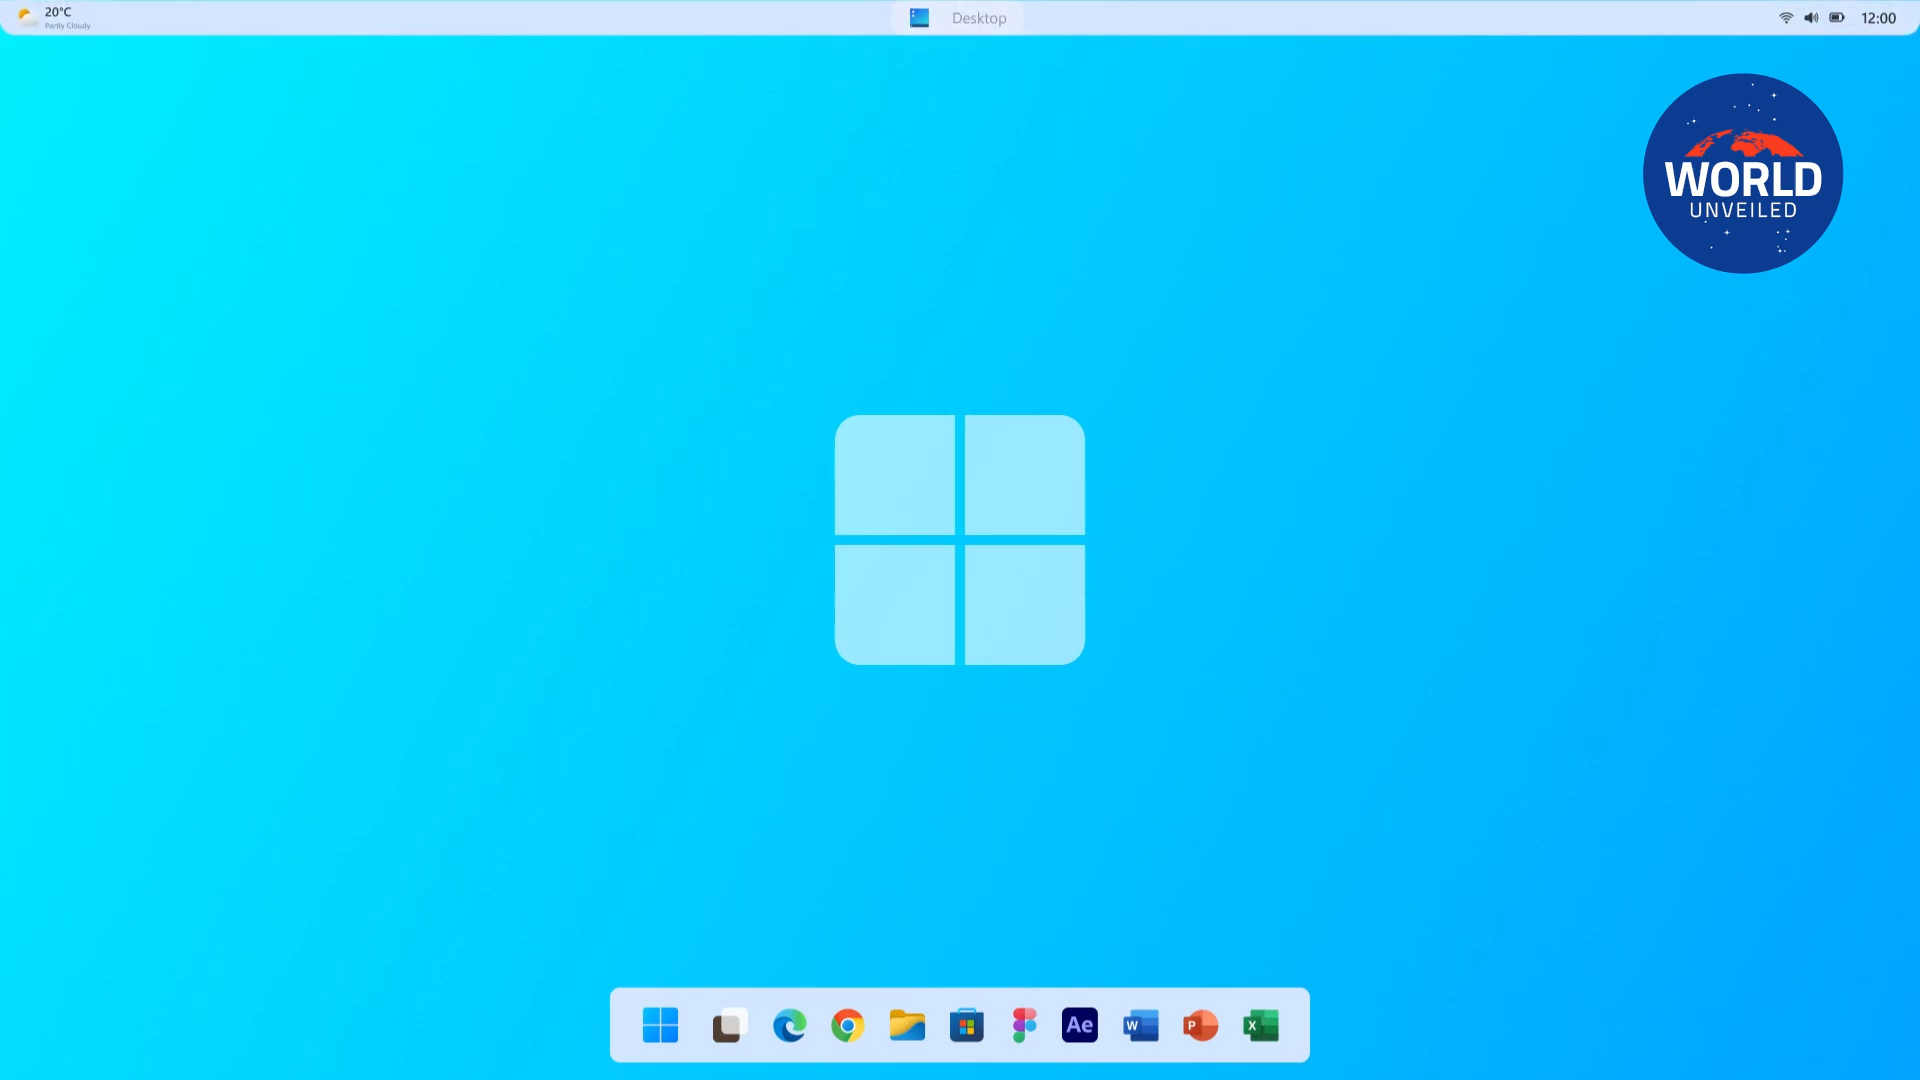 20°C
Partly Cloudy
Desktop
12:00
WORLD
UNVEILED
Ae
W
P
X